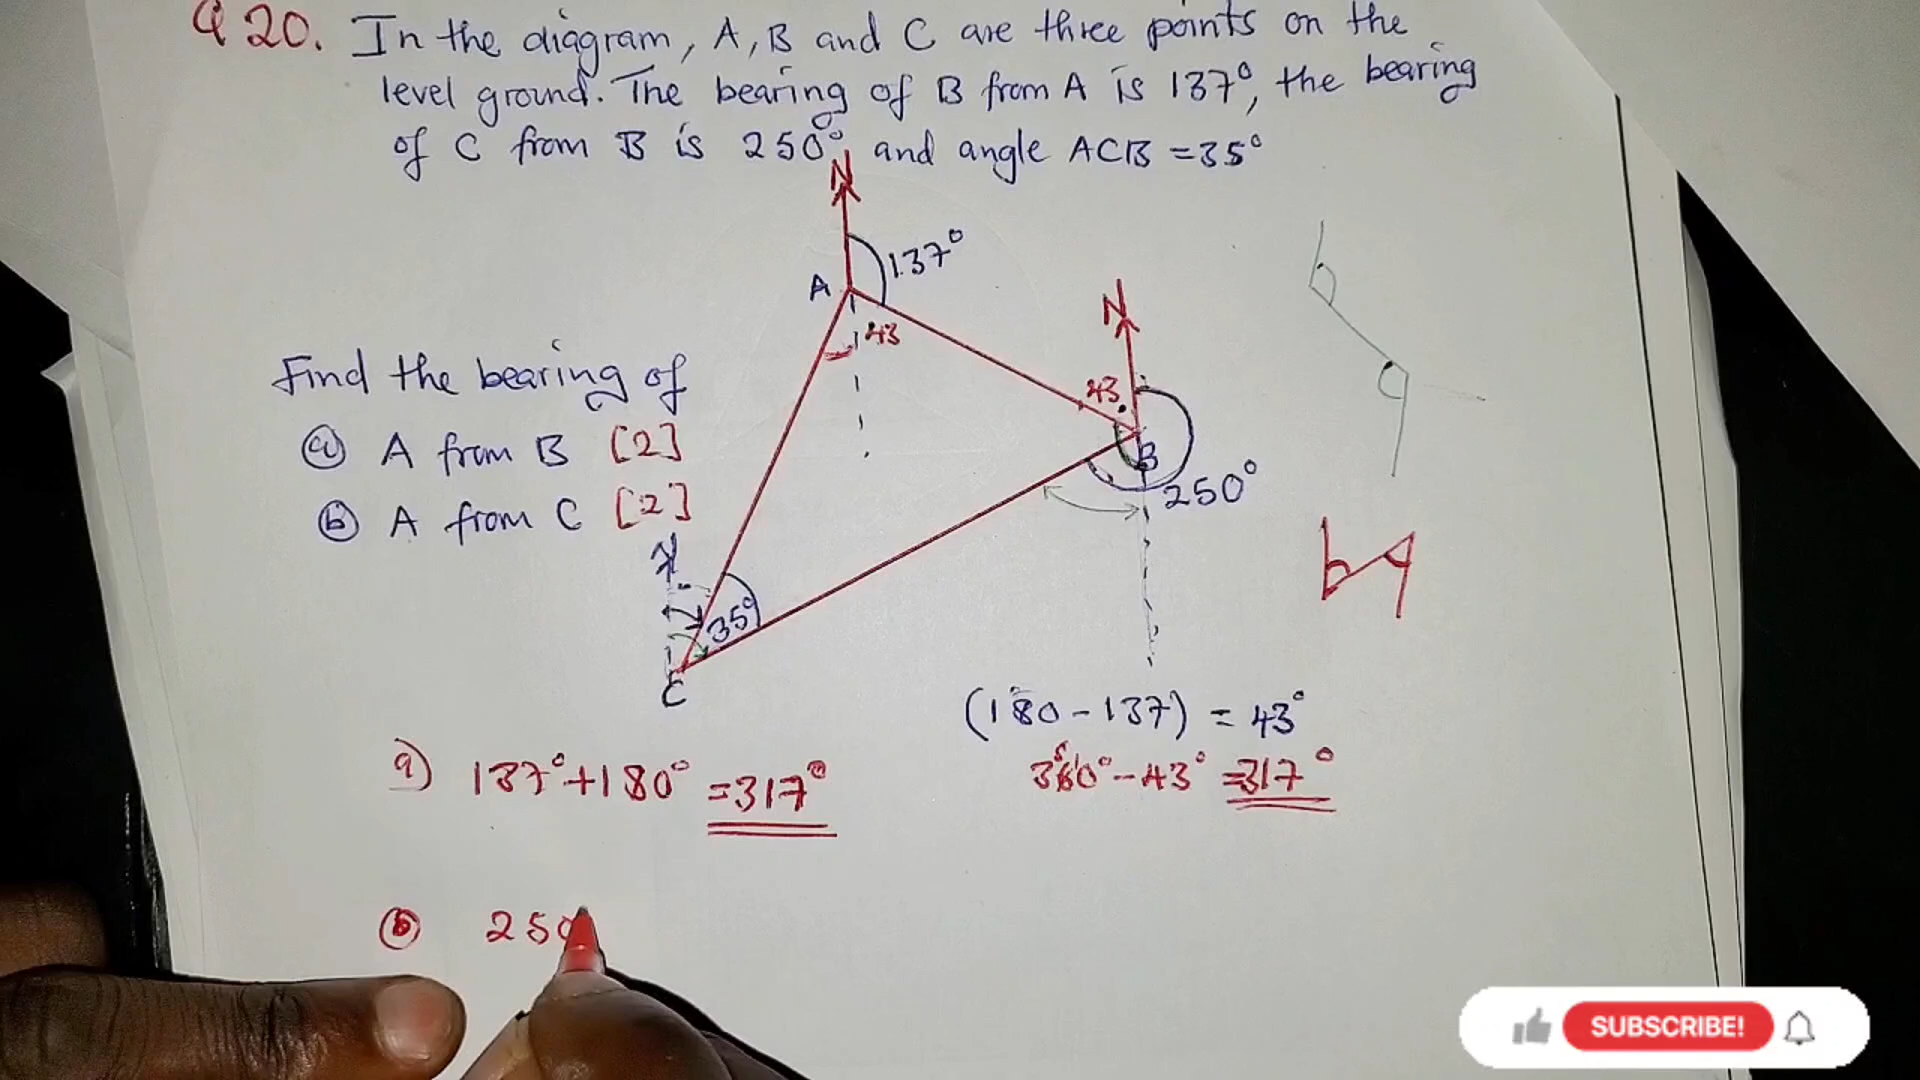 Q20. In the diagram, A, B and C are three points on the
level ground. The bearing of B from A is 137°, the bearing
of C from B is 250° and angle ACB = 35°
N
137°
A
43
N
43
B
250°
Find the bearing of
(a) A from B [2]
(b) A from C [2]
N
35°
C
(180 - 137) = 43°
a) 137° + 180° = 317°
360° - 43° = 317°
(b) 250
SUBSCRIBE!